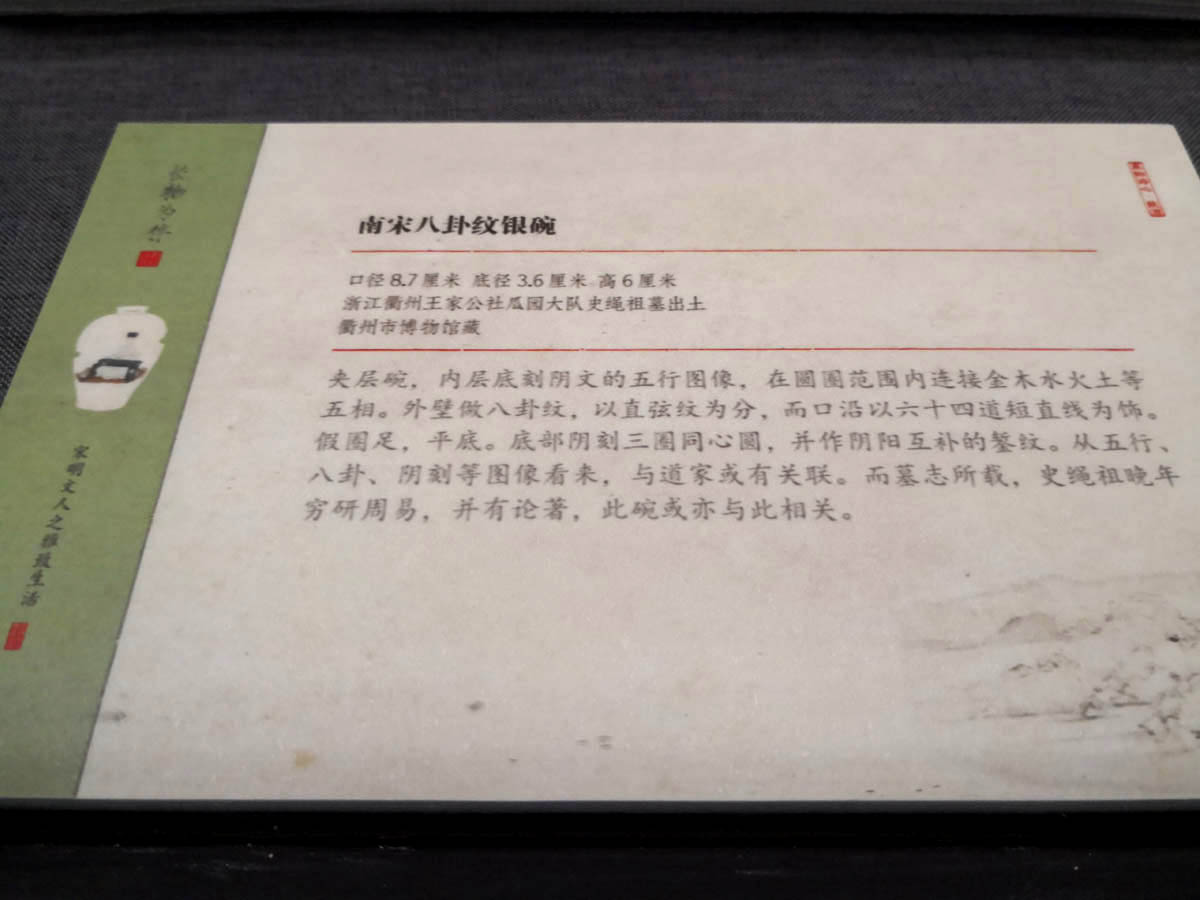 长物为伴
宋明文人之雅致生活
南宋八卦纹银碗
口径8.7厘米 底径3.6厘米 高6厘米
浙江衢州王家公社瓜园大队史绳祖墓出土
衢州市博物馆藏
夹层碗，内层底刻阴文的五行图像，在圆圈范围内连接金木水火土等
五相。外壁做八卦纹，以直弦纹为分，而口沿以六十四道短直线为饰。
假圈足，平底。底部阴刻三圈同心圆，并作阴阳互补的錾纹。从五行、
八卦、阴刻等图像看来，与道家或有关联。而墓志所载，史绳祖晚年
穷研周易，并有论著，此碗或亦与此相关。